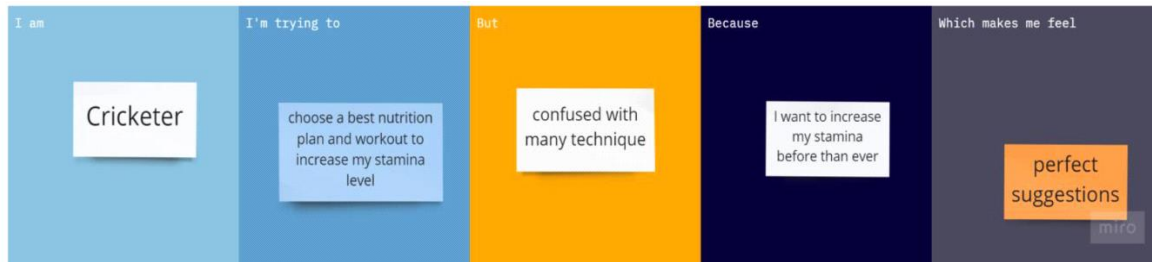 I am
Cricketer
I'm trying to
choose a best nutrition
plan and workout to
increase my stamina
level
But
confused with
many technique
Because
I want to increase
my stamina
before than ever
Which makes me feel
perfect
suggestions
miro